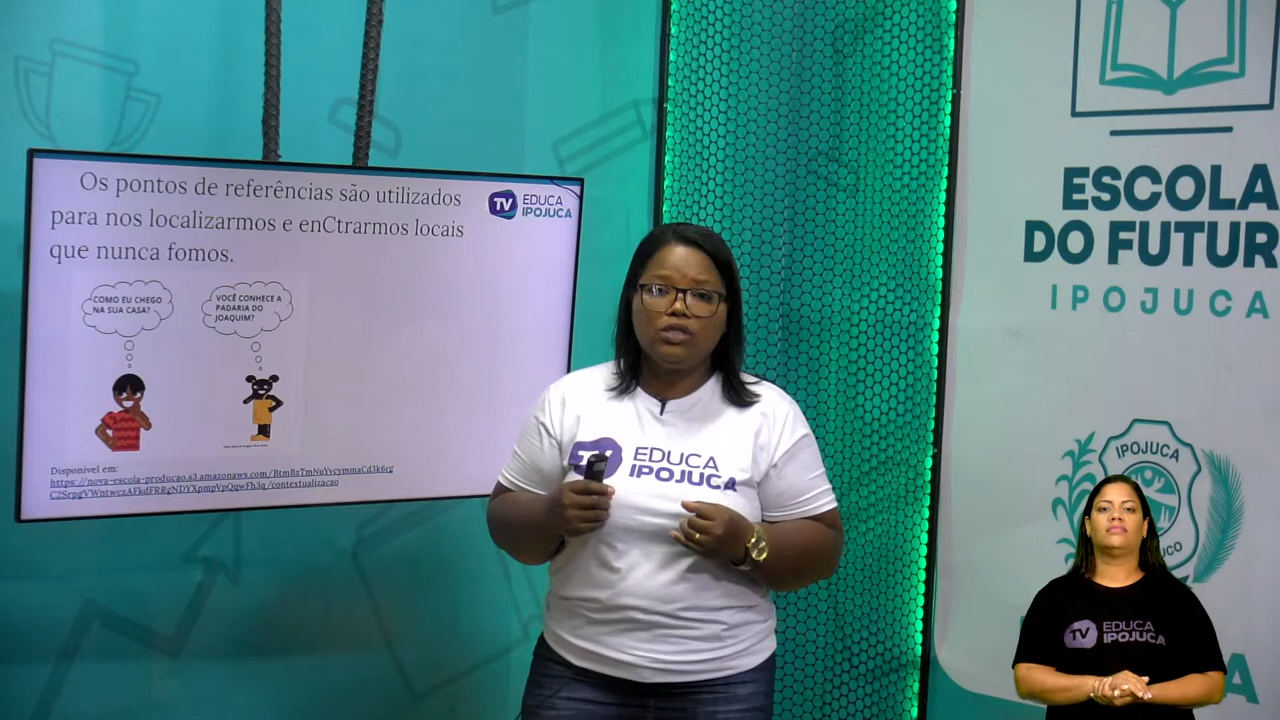 Os pontos de referências são utilizados
para nos localizarmos e enCtrarmos locais
que nunca fomos.
TV EDUCA
IPOJUCA
COMO EU CHEGO
NA SUA CASA?
VOCÊ CONHECE A
PADARIA DO
JOAQUIM?
Disponível em:
TV EDUCA
IPOJUCA
ESCOLA
DO FUTUR
IPOJUCA
IPOJUCA
TV EDUCA
IPOJUCA
A